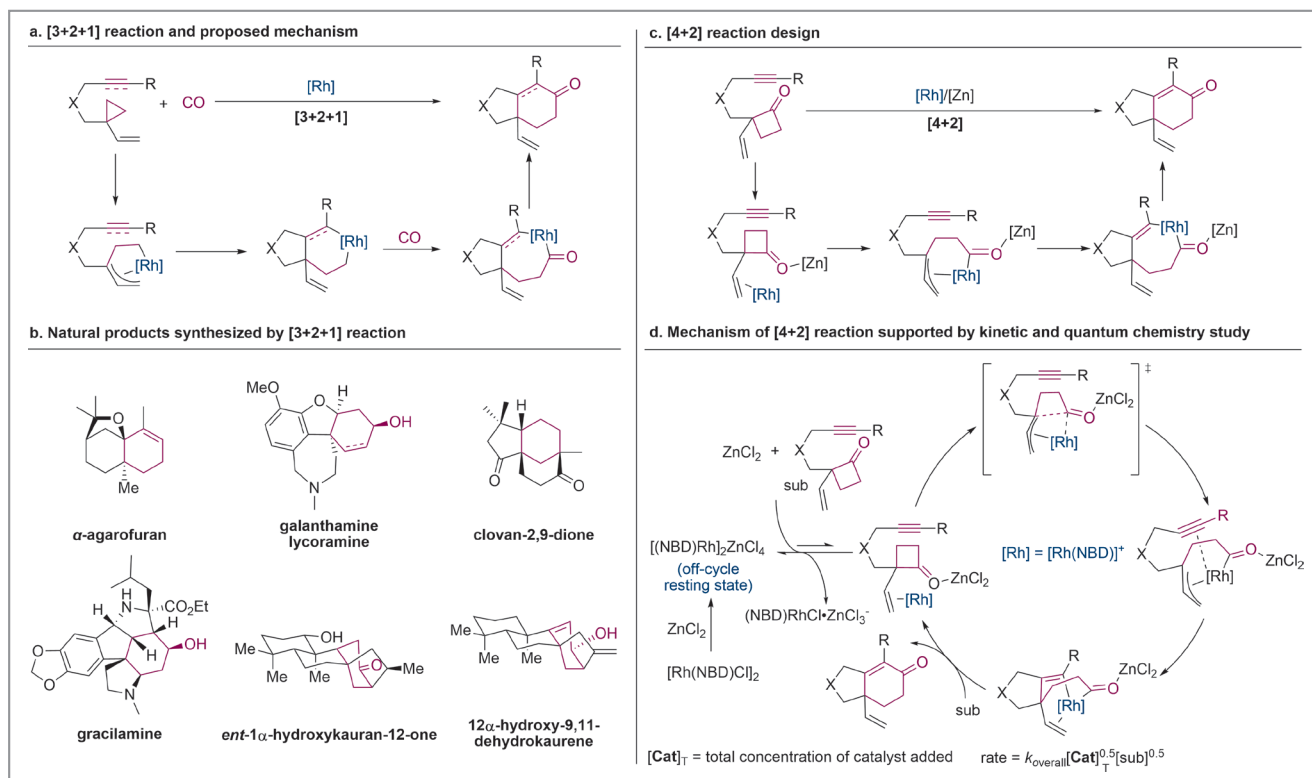 a. [3+2+1] reaction and proposed mechanism
R
X
+ CO
[Rh]
[3+2+1]
R
O
X
R
X
[Rh]
R
X
[Rh]
CO
R
X
[Rh]
O
b. Natural products synthesized by [3+2+1] reaction
O
Me
α-agarofuran
MeO
O
H
OH
N
galanthamine
lycoramine
H
O
O
clovan-2,9-dione
H
H
N
CO2Et
H
OH
O
O
H
N
H
gracilamine
OH
Me
Me
Me
O
Me
ent-1α-hydroxykauran-12-one
Me
Me
Me
OH
12α-hydroxy-9,11-
dehydrokaurene
c. [4+2] reaction design
R
O
X
[Rh]/[Zn]
[4+2]
R
O
X
R
X
O
[Zn]
[Rh]
R
X
[Zn]
O
[Rh]
R
[Rh]
[Zn]
X
O
d. Mechanism of [4+2] reaction supported by kinetic and quantum chemistry study
R
X
ZnCl2
O
[Rh]
‡
ZnCl2 +
R
X
O
sub
[(NBD)Rh]2ZnCl4
(off-cycle
resting state)
ZnCl2
[Rh(NBD)Cl]2
(NBD)RhCl•ZnCl3-
R
X
O
ZnCl2
[Rh]
[Rh] = [Rh(NBD)]+
R
X
O
ZnCl2
[Rh]
R
O
X
sub
R
ZnCl2
X
O
[Rh]
[Cat]T = total concentration of catalyst added
rate = koverall[Cat]T0.5[sub]0.5